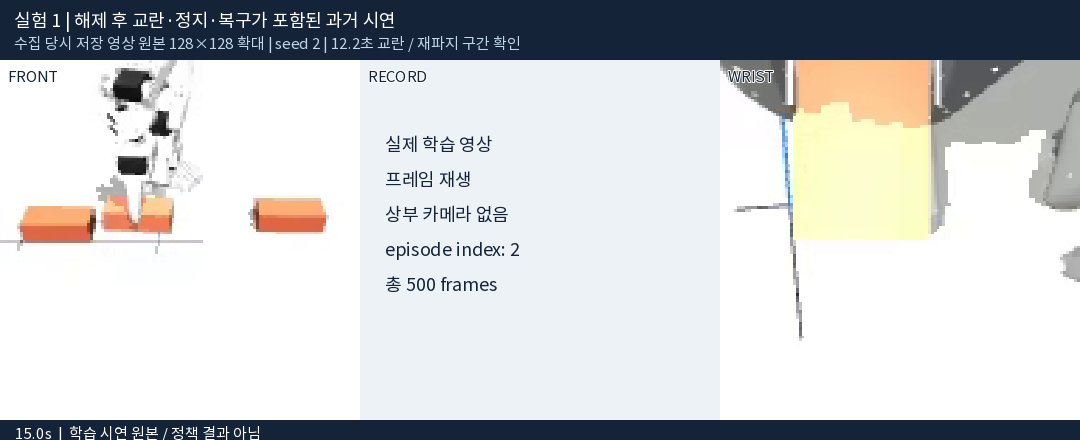 실험 1 | 해제 후 교란·정지·복구가 포함된 과거 시연
수집 당시 저장 영상 원본 128×128 확대 | seed 2 | 12.2초 교란 / 재파지 구간 확인
FRONT
RECORD
WRIST
실제 학습 영상
프레임 재생
상부 카메라 없음
episode index: 2
총 500 frames
15.0s | 학습 시연 원본 / 정책 결과 아님